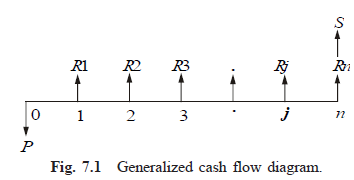 S
R1 R2 R3 . Rj Rn
0 1 2 3 . j n
P
Fig. 7.1 Generalized cash flow diagram.